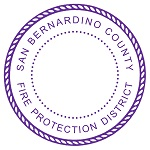 SAN BERNARDINO COUNTY
FIRE PROTECTION DISTRICT